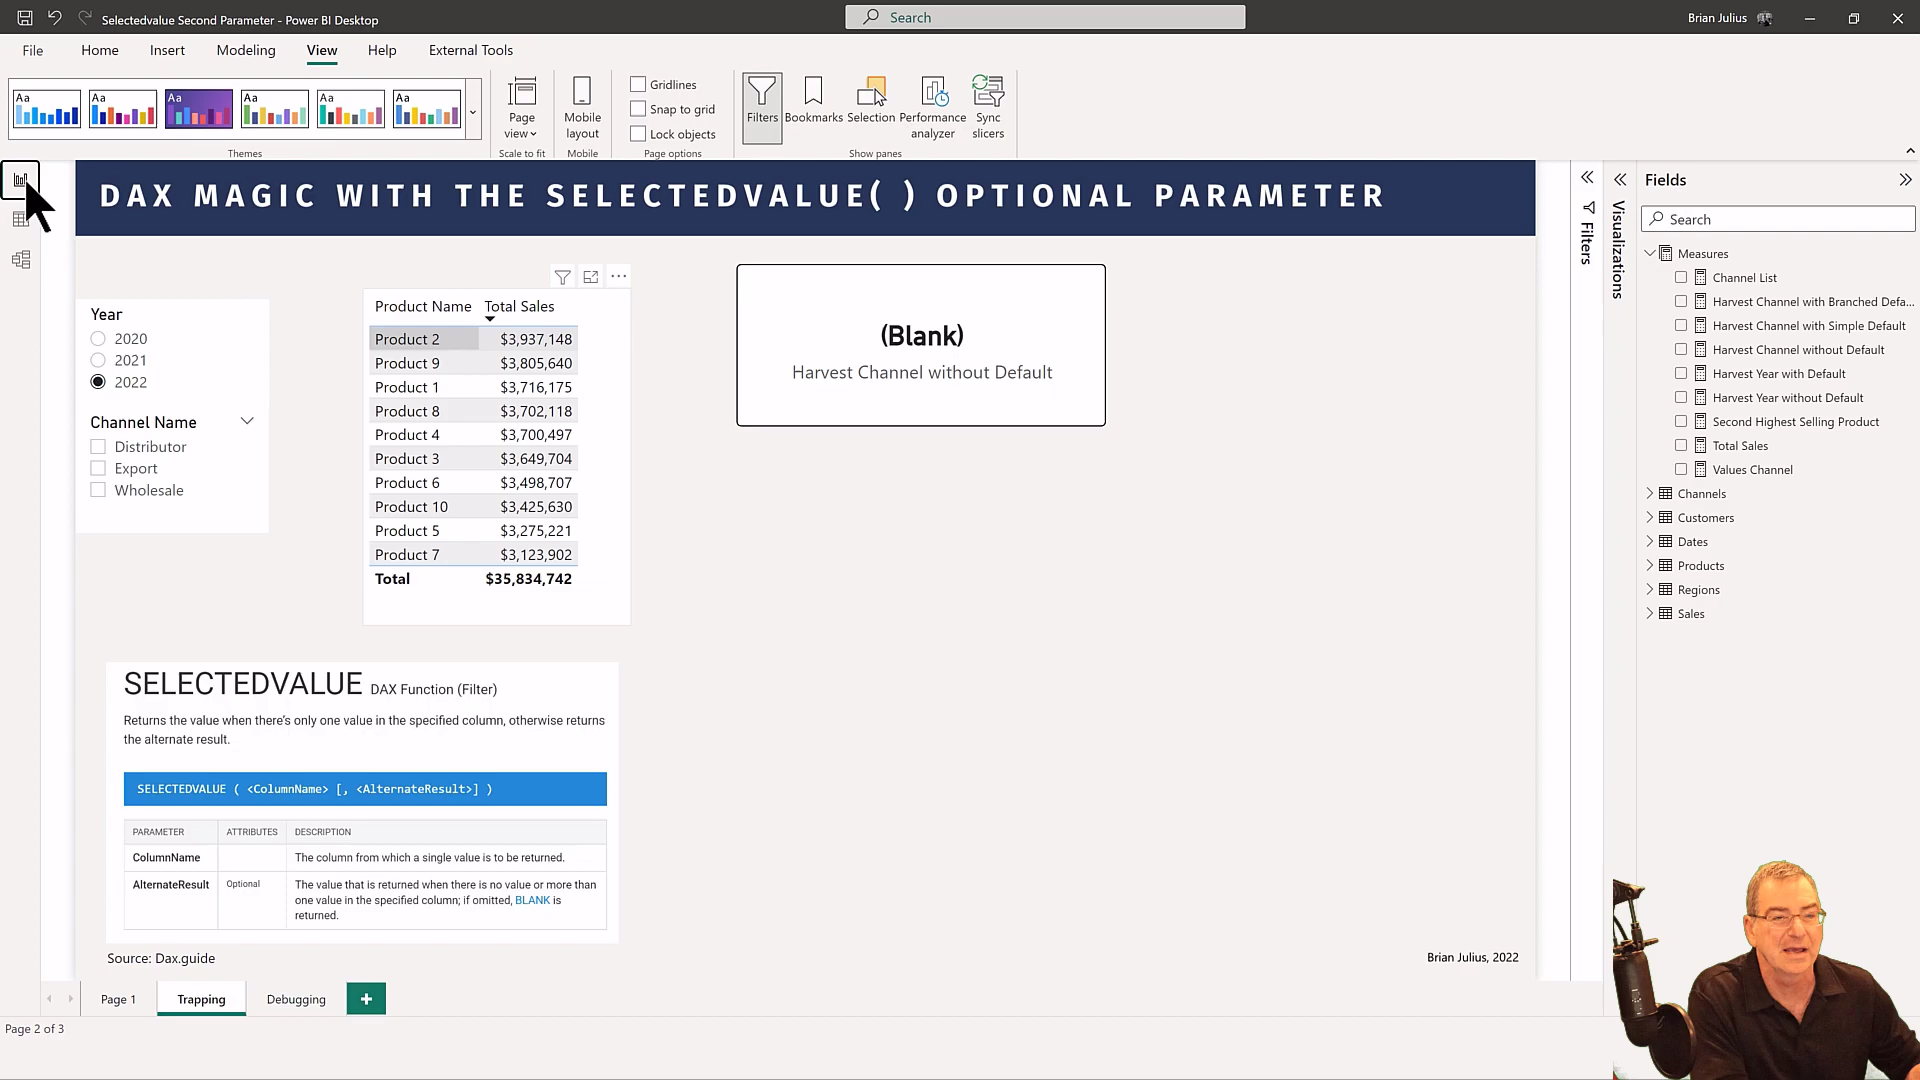 Selectedvalue Second Parameter - Power BI Desktop
Search
Brian Julius
File Home Insert Modeling View Help External Tools
Aa Aa Aa Aa Aa Aa
Themes
Page view
Scale to fit
Mobile layout
Mobile
Gridlines
Snap to grid
Lock objects
Page options
Filters
Bookmarks
Selection
Performance analyzer
Sync slicers
Show panes
DAX MAGIC WITH THE SELECTEDVALUE( ) OPTIONAL PARAMETER
Year
2020
2021
2022
Channel Name
Distributor
Export
Wholesale
Product Name Total Sales
Product 2 $3,937,148
Product 9 $3,805,640
Product 1 $3,716,175
Product 8 $3,702,118
Product 4 $3,700,497
Product 3 $3,649,704
Product 6 $3,498,707
Product 10 $3,425,630
Product 5 $3,275,221
Product 7 $3,123,902
Total $35,834,742
(Blank)
Harvest Channel without Default
SELECTEDVALUE DAX Function (Filter)
Returns the value when there's only one value in the specified column, otherwise returns
the alternate result.
SELECTEDVALUE ( <ColumnName> [, <AlternateResult>] )
PARAMETER ATTRIBUTES DESCRIPTION
ColumnName The column from which a single value is to be returned.
AlternateResult Optional The value that is returned when there is no value or more than
one value in the specified column; if omitted, BLANK is
returned.
Source: Dax.guide
Brian Julius, 2022
Filters
Visualizations
Fields
Search
Measures
Channel List
Harvest Channel with Branched Defa...
Harvest Channel with Simple Default
Harvest Channel without Default
Harvest Year with Default
Harvest Year without Default
Second Highest Selling Product
Total Sales
Values Channel
Channels
Customers
Dates
Products
Regions
Sales
Page 1 Trapping Debugging
Page 2 of 3